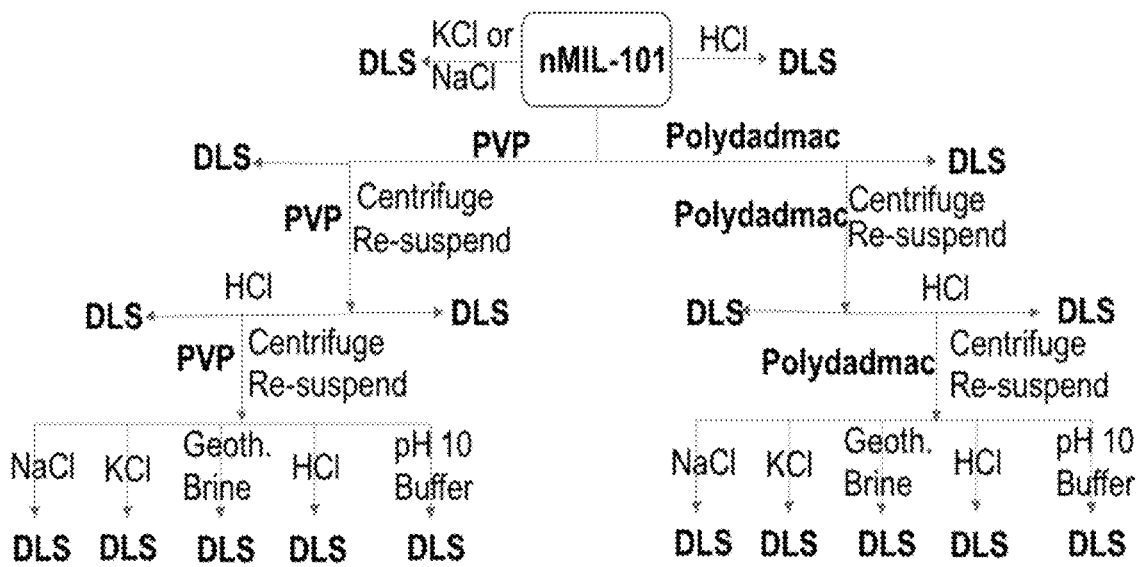 KCl or
NaCl
nMIL-101
HCl
DLS
DLS
PVP
Polydadmac
DLS
DLS
PVP
Centrifuge
Re-suspend
Polydadmac
Centrifuge
Re-suspend
HCl
DLS
DLS
DLS
HCl
DLS
PVP
Centrifuge
Re-suspend
Polydadmac
Centrifuge
Re-suspend
NaCl
KCl
Geoth.
Brine
HCl
pH 10
Buffer
NaCl
KCl
Geoth.
Brine
HCl
pH 10
Buffer
DLS
DLS
DLS
DLS
DLS
DLS
DLS
DLS
DLS
DLS